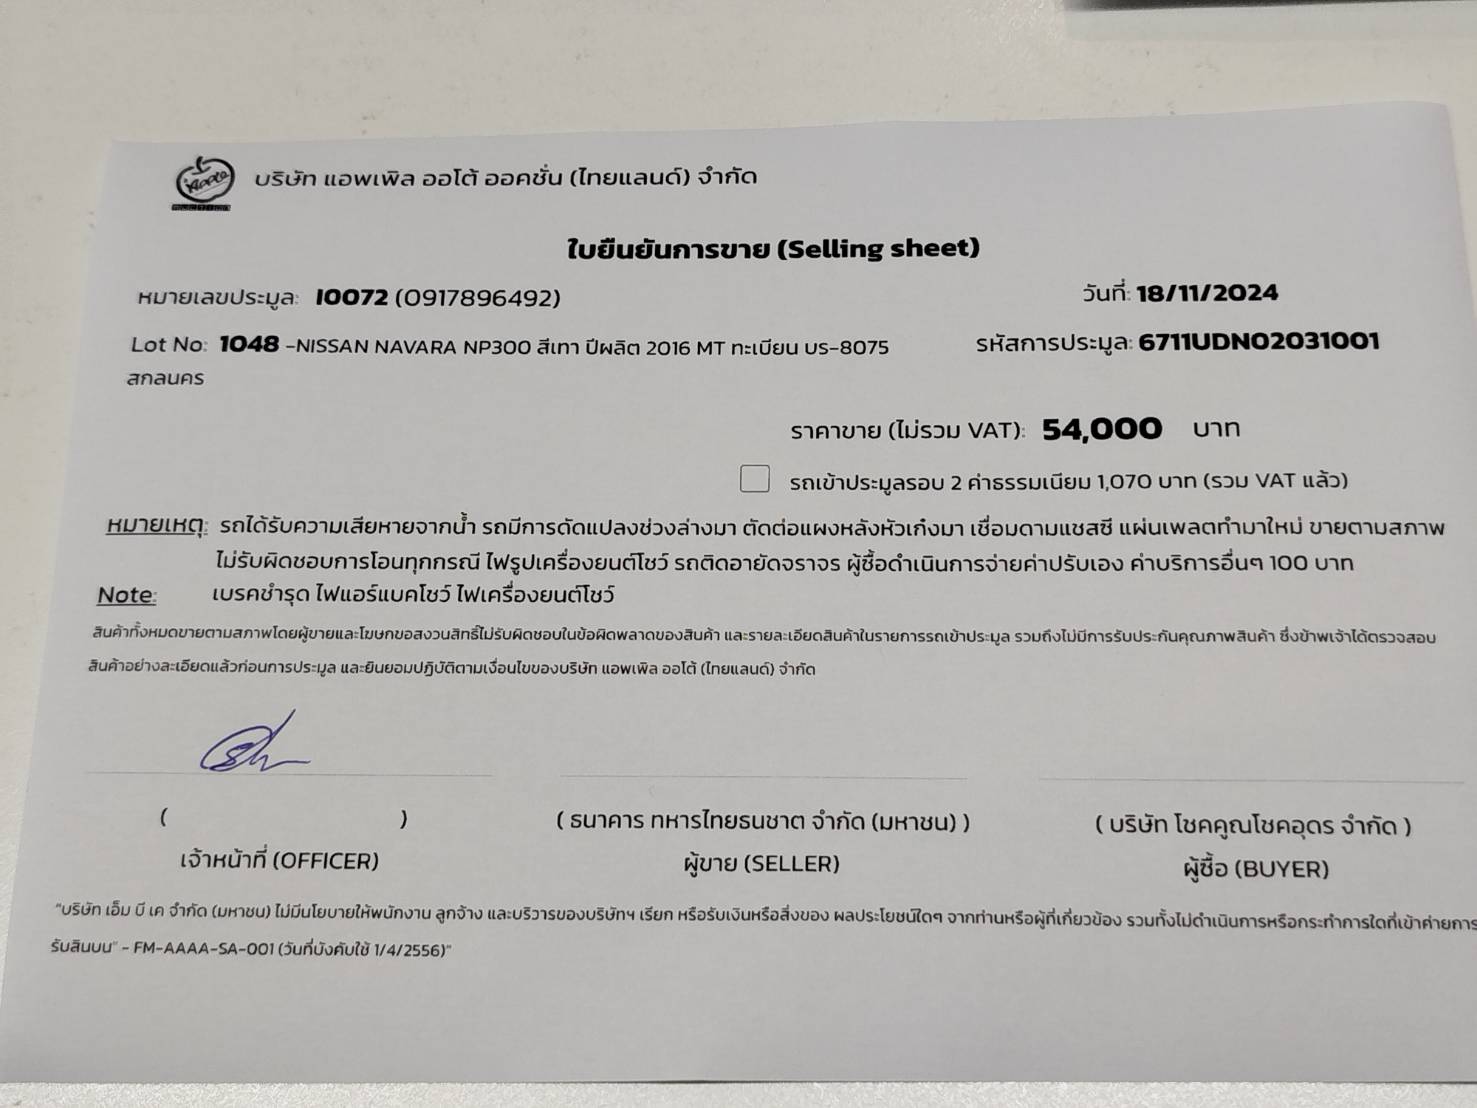 Apple
บริษัท แอพเพิล ออโต้ ออคชั่น (ไทยแลนด์) จำกัด
ใบยืนยันการขาย (Selling sheet)
หมายเลขประมูล: I0072 (0917896492) วันที่: 18/11/2024
Lot No: 1048 -NISSAN NAVARA NP300 สีเทา ปีผลิต 2016 MT ทะเบียน บร-8075 รหัสการประมูล: 6711UDN02031001
สกลนคร
ราคาขาย (ไม่รวม VAT): 54,000 บาท
รถเข้าประมูลรอบ 2 ค่าธรรมเนียม 1,070 บาท (รวม VAT แล้ว)
หมายเหตุ: รถได้รับความเสียหายจากน้ำ รถมีการดัดแปลงช่วงล่างมา ตัดต่อแผงหลังหัวเก๋งมา เชื่อมดามแชสซี แผ่นเพลตทำมาใหม่ ขายตามสภาพ
ไม่รับผิดชอบการโอนทุกกรณี ไฟรูปเครื่องยนต์โชว์ รถติดอายัดจราจร ผู้ซื้อดำเนินการจ่ายค่าปรับเอง ค่าบริการอื่นๆ 100 บาท
Note: เบรคชำรุด ไฟแอร์แบคโชว์ ไฟเครื่องยนต์โชว์
สินค้าทั้งหมดขายตามสภาพโดยผู้ขายและโฆษกขอสงวนสิทธิ์ไม่รับผิดชอบในข้อผิดพลาดของสินค้า และรายละเอียดสินค้าในรายการรถเข้าประมูล รวมถึงไม่มีการรับประกันคุณภาพสินค้า ซึ่งข้าพเจ้าได้ตรวจสอบ
สินค้าอย่างละเอียดแล้วก่อนการประมูล และยินยอมปฏิบัติตามเงื่อนไขของบริษัท แอพเพิล ออโต้ (ไทยแลนด์) จำกัด
( ) ( ธนาคาร ทหารไทยธนชาต จำกัด (มหาชน) ) ( บริษัท โชคคูณโชคอุดร จำกัด )
เจ้าหน้าที่ (OFFICER) ผู้ขาย (SELLER) ผู้ซื้อ (BUYER)
"บริษัท เอ็ม บี เค จำกัด (มหาชน) ไม่มีนโยบายให้พนักงาน ลูกจ้าง และบริวารของบริษัทฯ เรียก หรือรับเงินหรือสิ่งของ ผลประโยชน์ใดๆ จากท่านหรือผู้ที่เกี่ยวข้อง รวมทั้งไม่ดำเนินการหรือกระทำการใดที่เข้าค่ายการ
รับสินบน" - FM-AAAA-SA-001 (วันที่บังคับใช้ 1/4/2556)"